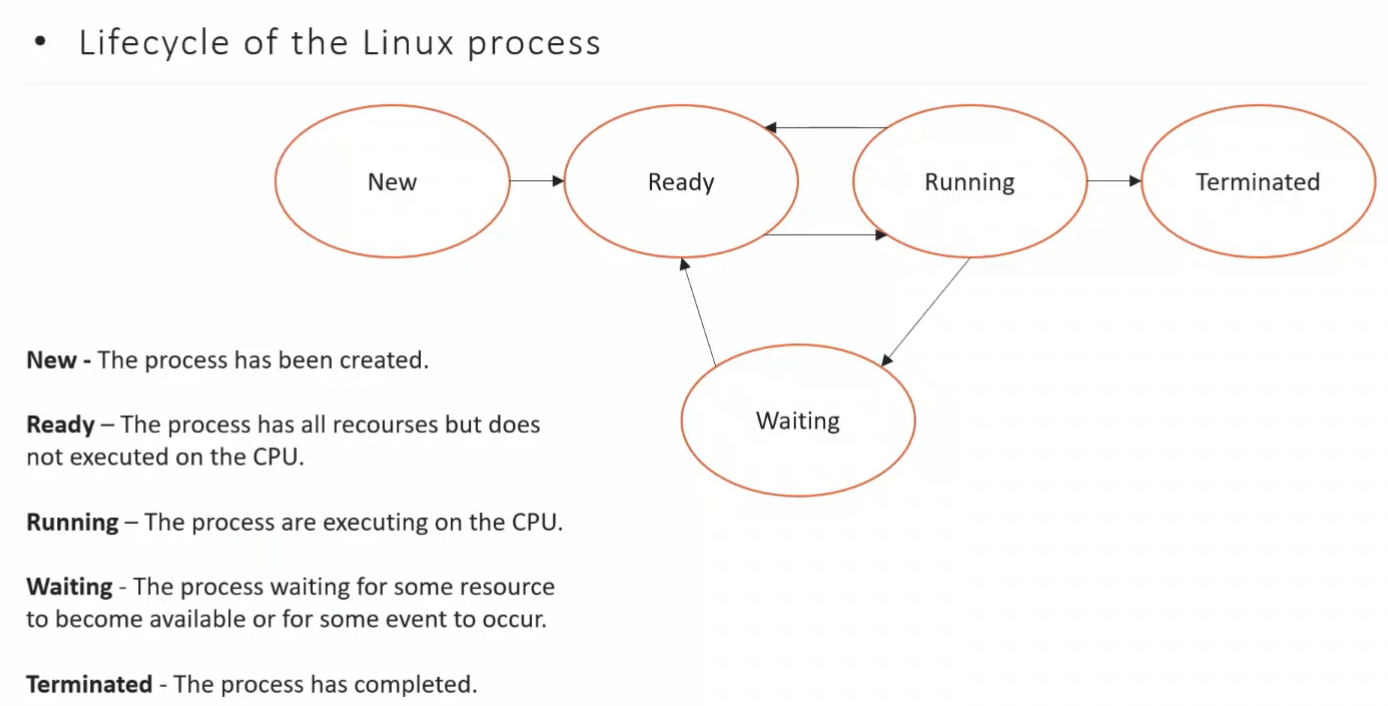 • Lifecycle of the Linux process
New
Ready
Running
Terminated
Waiting
New - The process has been created.
Ready – The process has all recourses but does
not executed on the CPU.
Running – The process are executing on the CPU.
Waiting - The process waiting for some resource
to become available or for some event to occur.
Terminated - The process has completed.